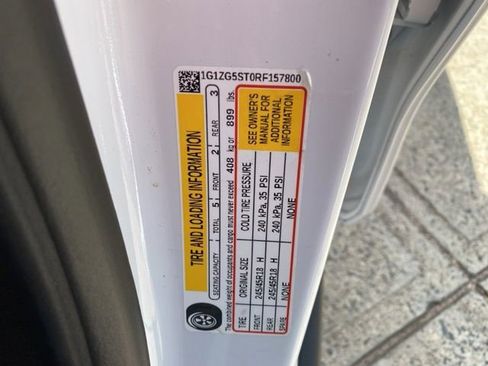 1G1ZG5ST0RF157800
TIRE AND LOADING INFORMATION
SEATING CAPACITY TOTAL 5 FRONT 2 REAR 3
The combined weight of occupants and cargo must never exceed 408 kg or 899 lbs.
TIRE ORIGINAL SIZE COLD TIRE PRESSURE
FRONT 245/45R18 H 240 kPa, 35 PSI
REAR 245/45R18 H 240 kPa, 35 PSI
SPARE NONE NONE
SEE OWNER'S
MANUAL FOR
ADDITIONAL
INFORMATION